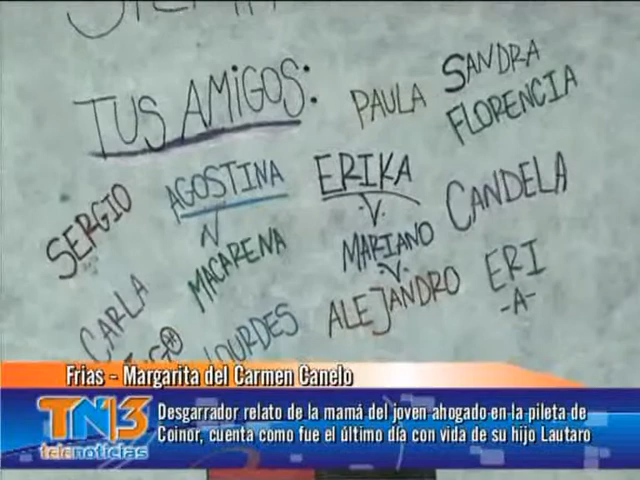 TUS AMiGOS:
PAULA
SANDRA
FLORENCIA
SERGIO
AGOSTINA
N
MACARENA
ERIKA
-V-
MARIANO
-V-
ALEJANDRO
CANDELA
ERI
-A-
CARLA
LOURDES
Frias - Margarita del Carmen Canelo
TN13
telenoticias
Desgarrador relato de la mamá del joven ahogado en la pileta de
Coinor, cuenta como fue el último día con vida de su hijo Lautaro